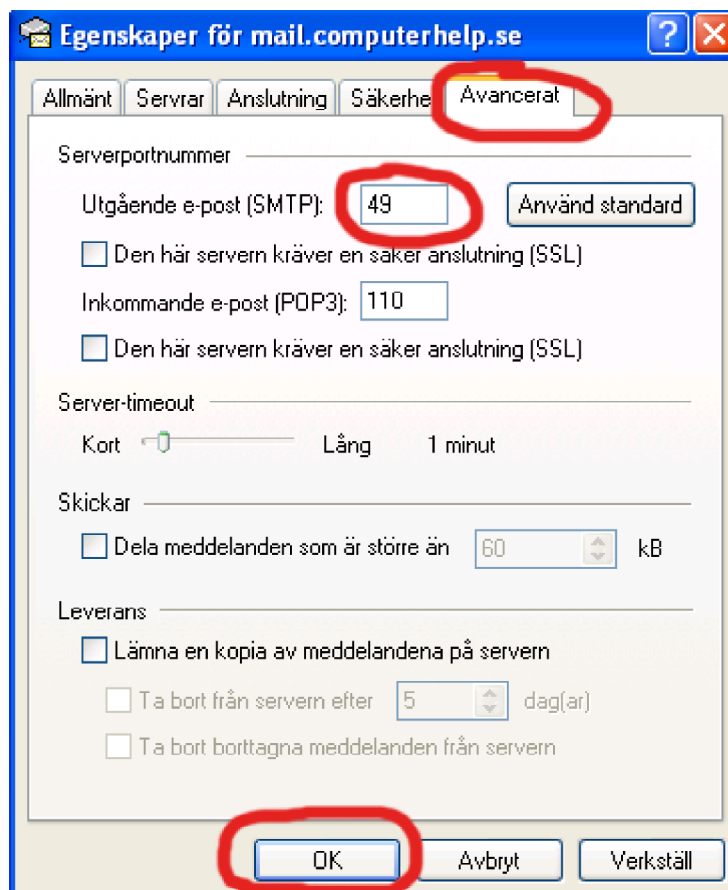 Egenskaper för mail.computerhelp.se
Allmänt Servrar Anslutning Säkerhe Avancerat
Serverportnummer
Utgående e-post (SMTP): 49 Använd standard
Den här servern kräver en säker anslutning (SSL)
Inkommande e-post (POP3): 110
Den här servern kräver en säker anslutning (SSL)
Server-timeout
Kort Lång 1 minut
Skickar
Dela meddelanden som är större än 60 kB
Leverans
Lämna en kopia av meddelandena på servern
Ta bort från servern efter 5 dag(ar)
Ta bort borttagna meddelanden från servern
OK Avbryt Verkställ